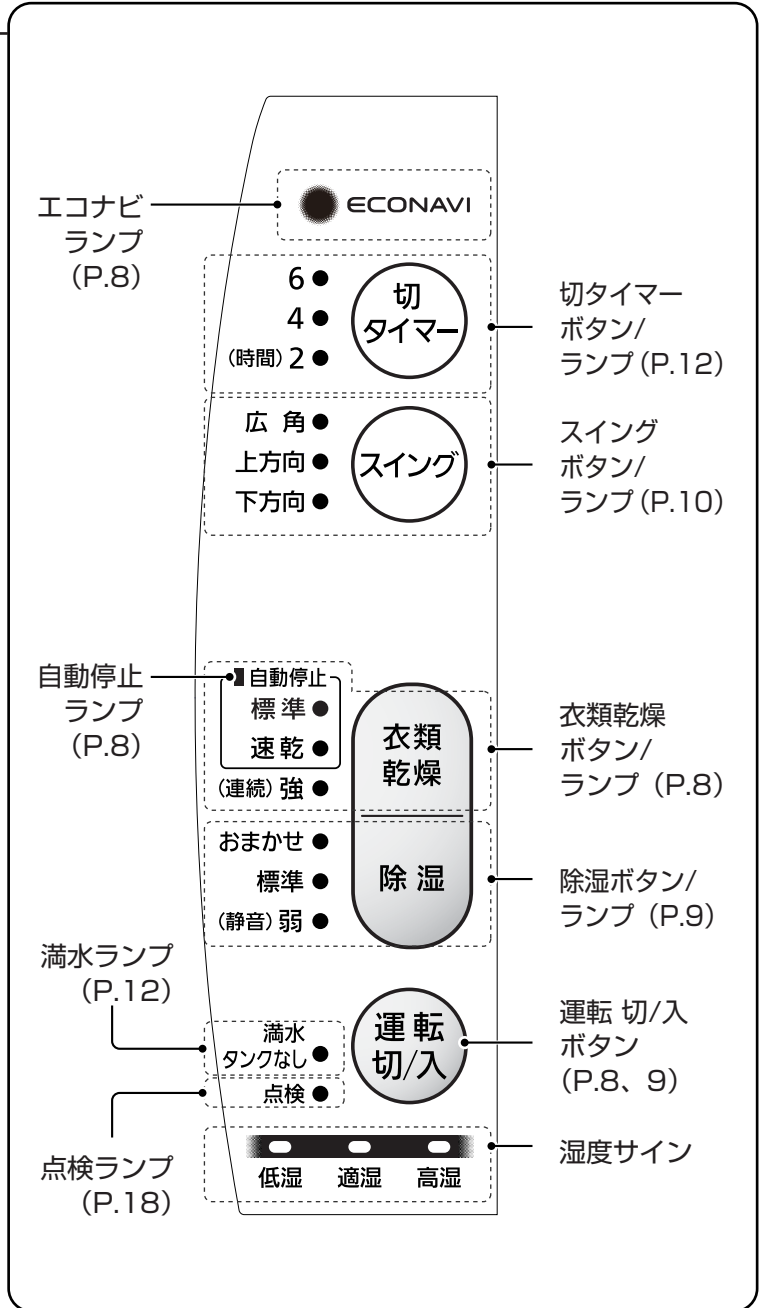 エコナビ
ランプ
(P.8)
ECONAVI
6
4
(時間) 2
切
タイマー
切タイマー
ボタン/
ランプ(P.12)
広 角
上方向
下方向
スイング
スイング
ボタン/
ランプ(P.10)
自動停止
ランプ
(P.8)
自動停止
標準
速乾
(連続) 強
衣類
乾燥
衣類乾燥
ボタン/
ランプ (P.8)
おまかせ
標準
(静音) 弱
除湿
除湿ボタン/
ランプ (P.9)
満水ランプ
(P.12)
満水
タンクなし
点検
運転
切/入
運転 切/入
ボタン
(P.8、9)
点検ランプ
(P.18)
低湿 適湿 高湿
湿度サイン